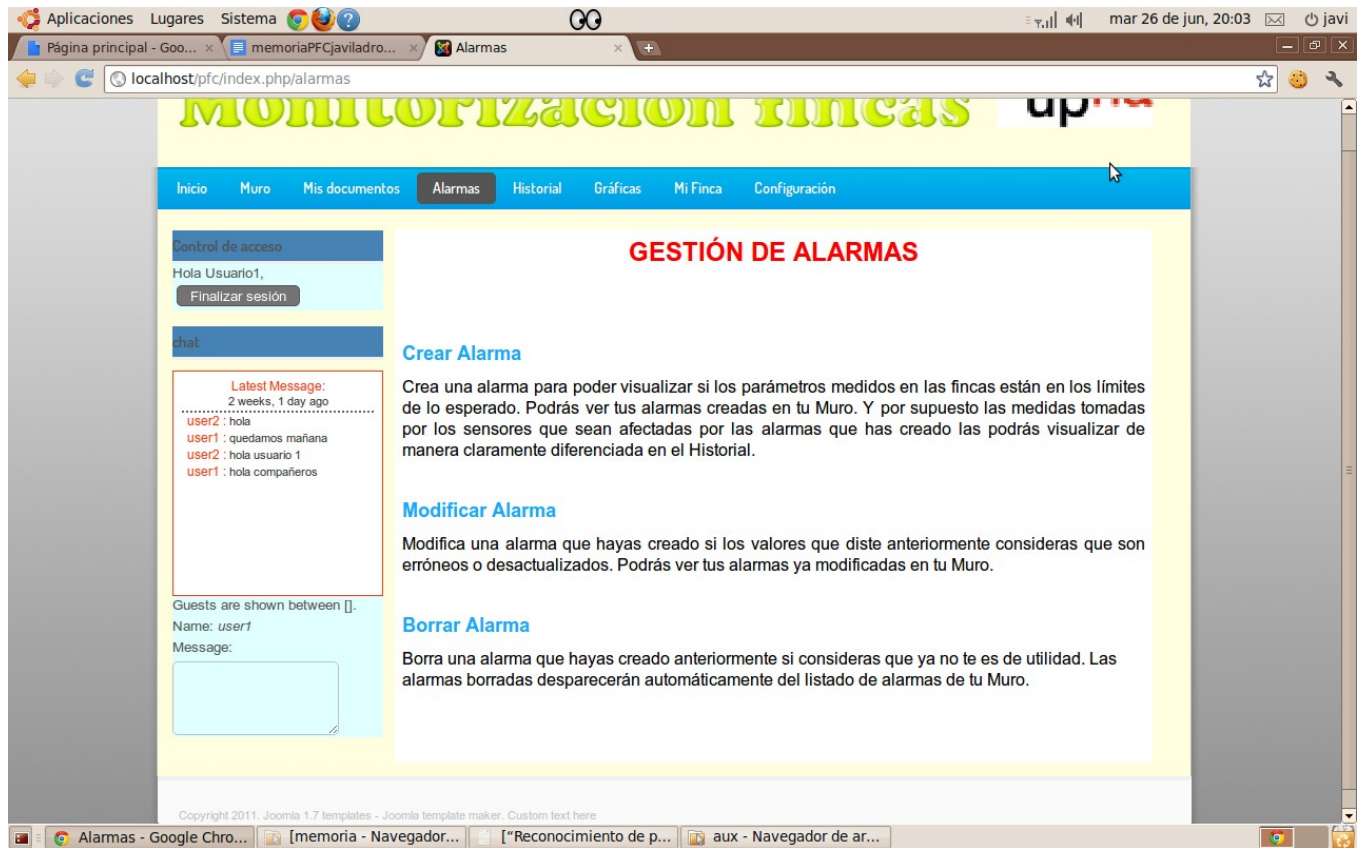 Aplicaciones Lugares Sistema
mar 26 de jun, 20:03 javi
Página principal - Goo... memoriaPFCjaviladro... Alarmas
localhost/pfc/index.php/alarmas
Monitorización fincas upna
Inicio Muro Mis documentos Alarmas Historial Gráficas Mi Finca Configuración
Control de acceso
Hola Usuario1,
Finalizar sesión
chat
Latest Message:
2 weeks, 1 day ago
user2 : hola
user1 : quedamos mañana
user2 : hola usuario 1
user1 : hola compañeros
Guests are shown between [].
Name: user1
Message:
GESTIÓN DE ALARMAS
Crear Alarma
Crea una alarma para poder visualizar si los parámetros medidos en las fincas están en los límites
de lo esperado. Podrás ver tus alarmas creadas en tu Muro. Y por supuesto las medidas tomadas
por los sensores que sean afectadas por las alarmas que has creado las podrás visualizar de
manera claramente diferenciada en el Historial.
Modificar Alarma
Modifica una alarma que hayas creado si los valores que diste anteriormente consideras que son
erróneos o desactualizados. Podrás ver tus alarmas ya modificadas en tu Muro.
Borrar Alarma
Borra una alarma que hayas creado anteriormente si consideras que ya no te es de utilidad. Las
alarmas borradas desparecerán automáticamente del listado de alarmas de tu Muro.
Copyright 2011. Joomla 1.7 templates - Joomla template maker. Custom text here
Alarmas - Google Chro... [memoria - Navegador... ["Reconocimiento de p... aux - Navegador de ar...